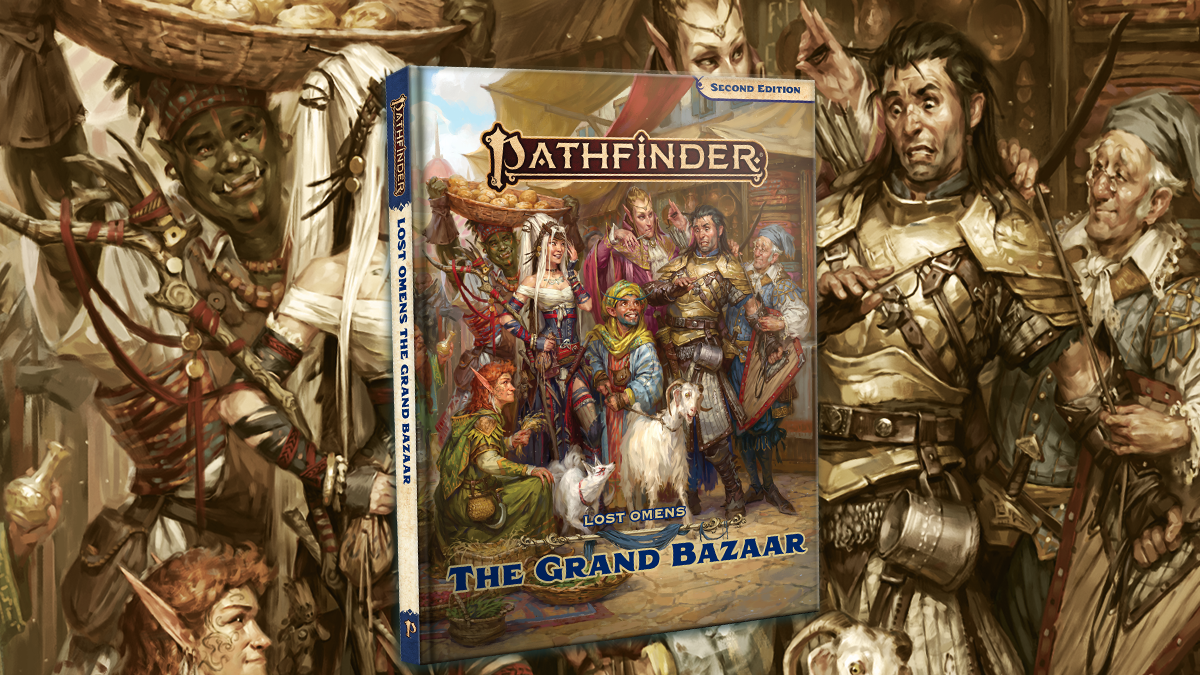 SECOND EDITION
PATHFINDER
LOST OMENS
THE GRAND BAZAAR
PATHFINDER
LOST OMENS THE GRAND BAZAAR
P